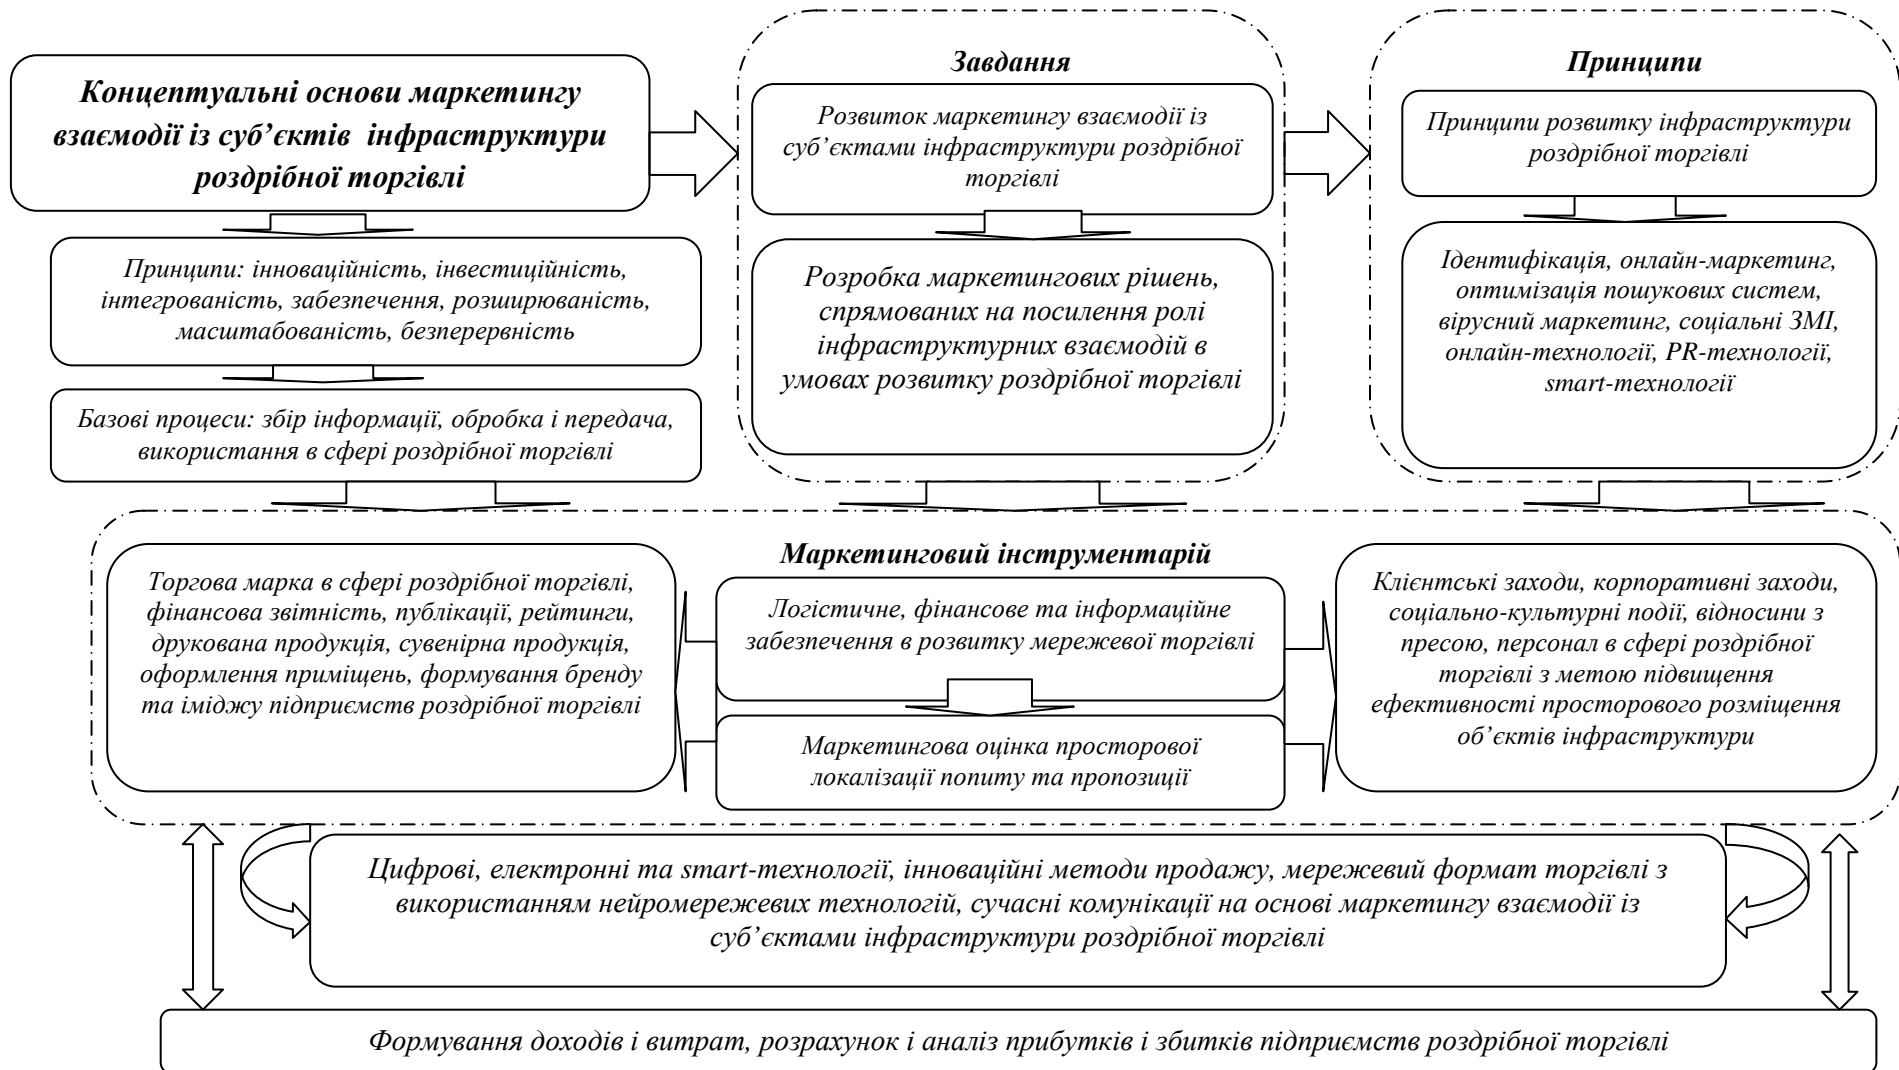 Концептуальні основи маркетингу
взаємодії із суб’єктів інфраструктури
роздрібної торгівлі
Принципи: інноваційність, інвестиційність,
інтегрованість, забезпечення, розширюваність,
масштабованість, безперервність
Базові процеси: збір інформації, обробка і передача,
використання в сфері роздрібної торгівлі
Завдання
Розвиток маркетингу взаємодії із
суб’єктами інфраструктури роздрібної
торгівлі
Розробка маркетингових рішень,
спрямованих на посилення ролі
інфраструктурних взаємодій в
умовах розвитку роздрібної торгівлі
Принципи
Принципи розвитку інфраструктури
роздрібної торгівлі
Ідентифікація, онлайн-маркетинг,
оптимізація пошукових систем,
вірусний маркетинг, соціальні ЗМІ,
онлайн-технології, PR-технології,
smart-технології
Маркетинговий інструментарій
Торгова марка в сфері роздрібної торгівлі,
фінансова звітність, публікації, рейтинги,
друкована продукція, сувенірна продукція,
оформлення приміщень, формування бренду
та іміджу підприємств роздрібної торгівлі
Логістичне, фінансове та інформаційне
забезпечення в розвитку мережевої торгівлі
Маркетингова оцінка просторової
локалізації попиту та пропозиції
Клієнтські заходи, корпоративні заходи,
соціально-культурні події, відносини з
пресою, персонал в сфері роздрібної
торгівлі з метою підвищення
ефективності просторового розміщення
об’єктів інфраструктури
Цифрові, електронні та smart-технології, інноваційні методи продажу, мережевий формат торгівлі з
використанням нейромережевих технологій, сучасні комунікації на основі маркетингу взаємодії із
суб’єктами інфраструктури роздрібної торгівлі
Формування доходів і витрат, розрахунок і аналіз прибутків і збитків підприємств роздрібної торгівлі